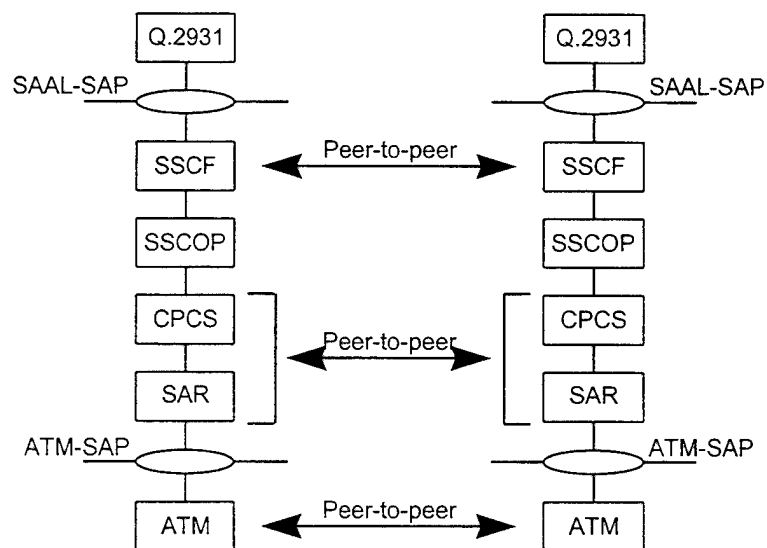 Q.2931 Q.2931
SAAL-SAP SAAL-SAP
SSCF Peer-to-peer SSCF
SSCOP SSCOP
CPCS CPCS
Peer-to-peer
SAR SAR
ATM-SAP ATM-SAP
ATM Peer-to-peer ATM